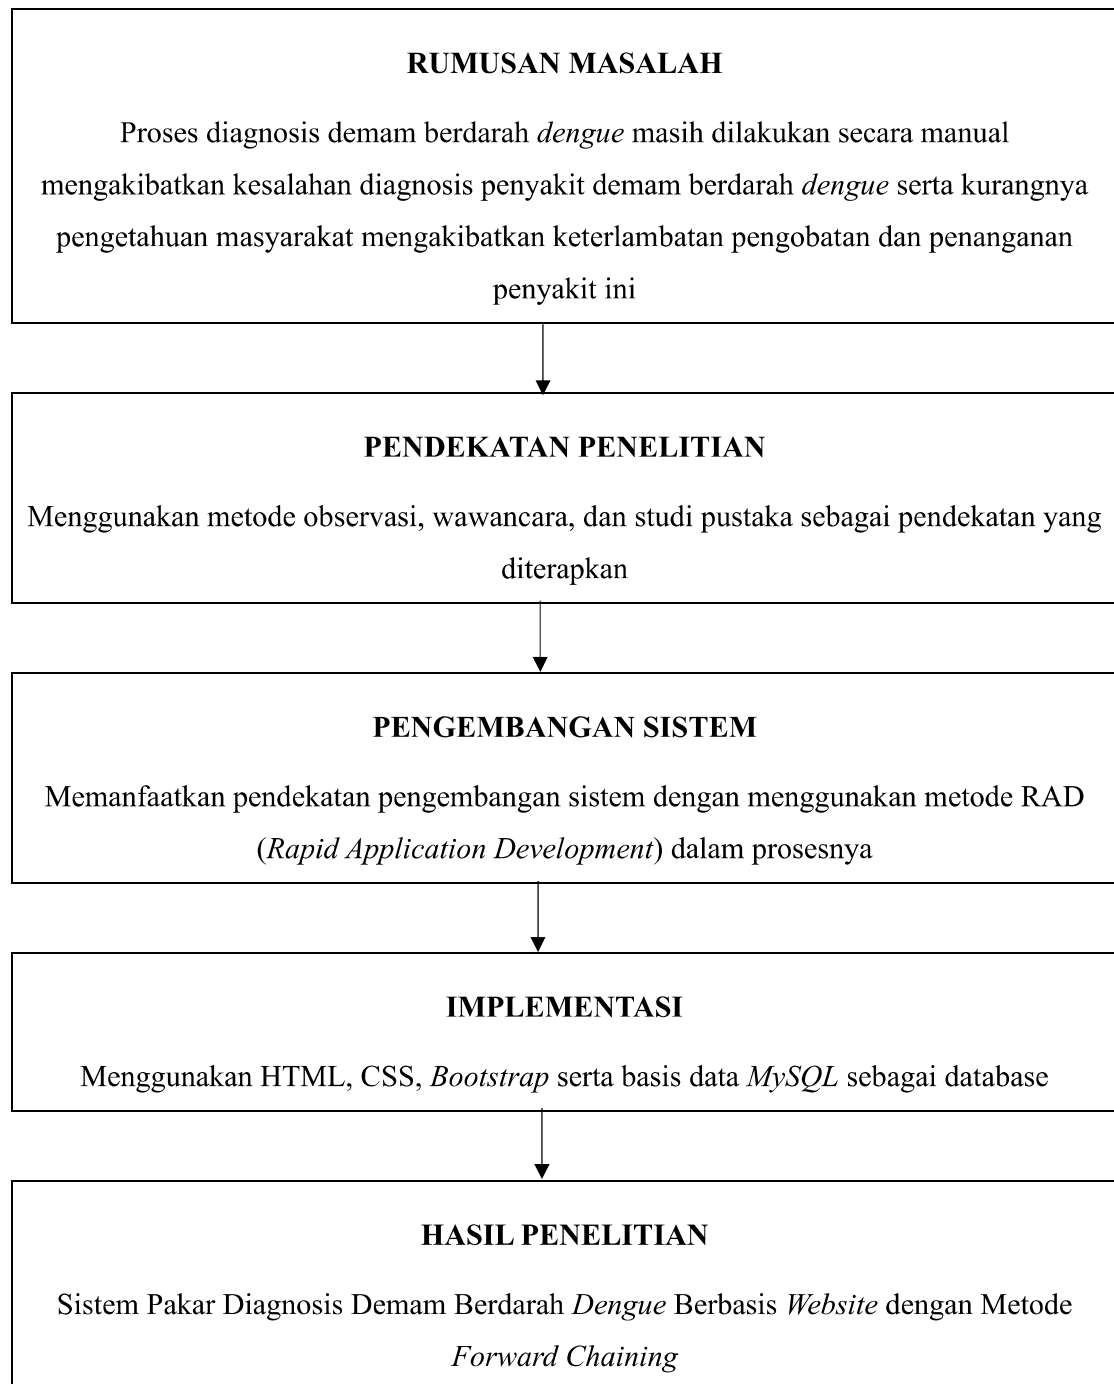 RUMUSAN MASALAH
Proses diagnosis demam berdarah dengue masih dilakukan secara manual
mengakibatkan kesalahan diagnosis penyakit demam berdarah dengue serta kurangnya
pengetahuan masyarakat mengakibatkan keterlambatan pengobatan dan penanganan
penyakit ini
PENDEKATAN PENELITIAN
Menggunakan metode observasi, wawancara, dan studi pustaka sebagai pendekatan yang
diterapkan
PENGEMBANGAN SISTEM
Memanfaatkan pendekatan pengembangan sistem dengan menggunakan metode RAD
(Rapid Application Development) dalam prosesnya
IMPLEMENTASI
Menggunakan HTML, CSS, Bootstrap serta basis data MySQL sebagai database
HASIL PENELITIAN
Sistem Pakar Diagnosis Demam Berdarah Dengue Berbasis Website dengan Metode
Forward Chaining